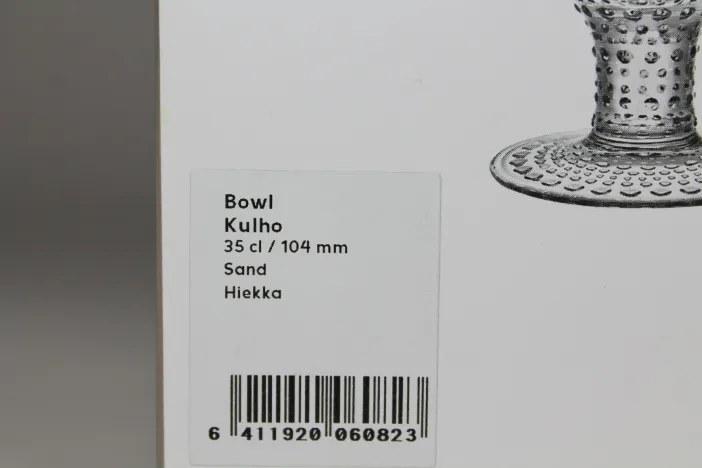 Bowl
Kulho
35 cl / 104 mm
Sand
Hiekka
6 411920 060823